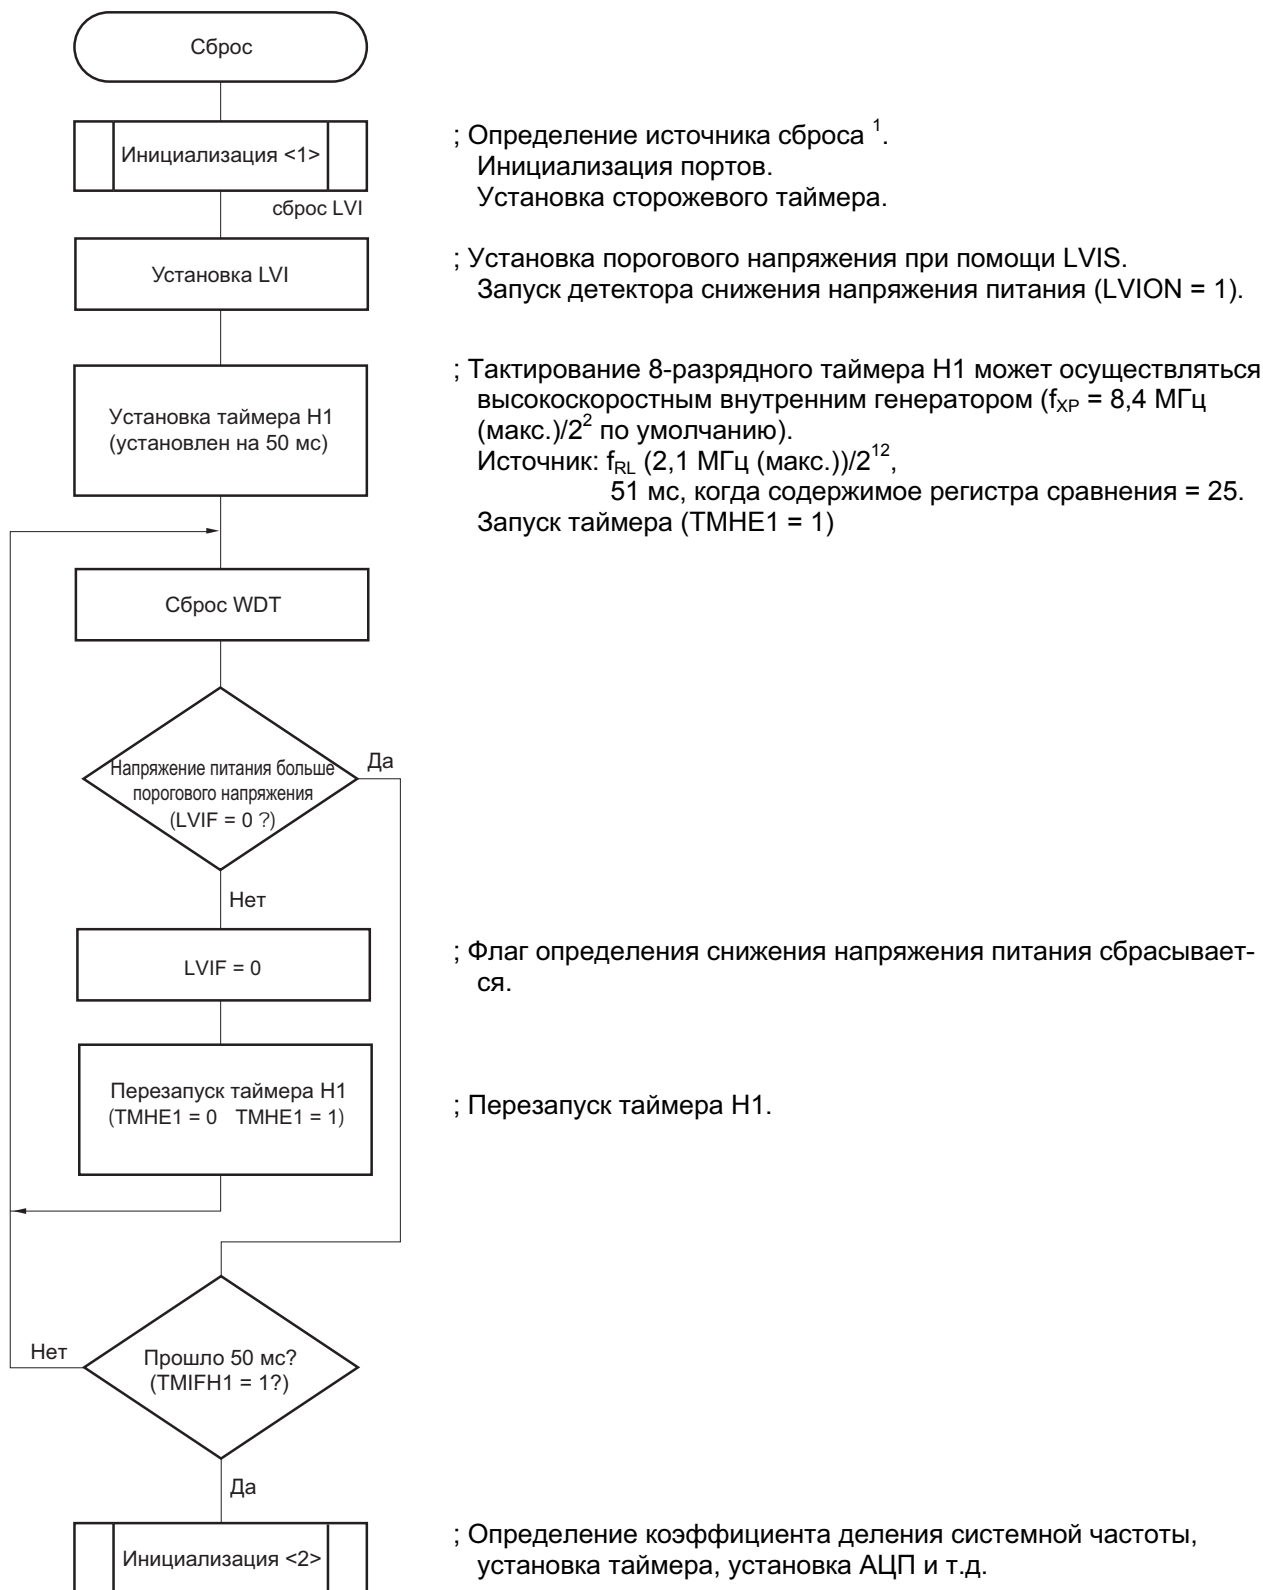 Сброс
Инициализация <1>
; Определение источника сброса 1.
Инициализация портов.
Установка сторожевого таймера.
сброс LVI
Установка LVI
; Установка порогового напряжения при помощи LVIS.
Запуск детектора снижения напряжения питания (LVION = 1).
Установка таймера H1
(установлен на 50 мс)
; Тактирование 8-разрядного таймера H1 может осуществляться
высокоскоростным внутренним генератором (fXP = 8,4 МГц
(макс.)/2² по умолчанию).
Источник: fRL (2,1 МГц (макс.))/2¹²,
51 мс, когда содержимое регистра сравнения = 25.
Запуск таймера (TMHE1 = 1)
Сброс WDT
Напряжение питания больше
порогового напряжения
(LVIF = 0 ?)
Да
Нет
LVIF = 0
; Флаг определения снижения напряжения питания сбрасывает-
ся.
Перезапуск таймера H1
(TMHE1 = 0 TMHE1 = 1)
; Перезапуск таймера H1.
Нет
Прошло 50 мс?
(TMIFH1 = 1?)
Да
Инициализация <2>
; Определение коэффициента деления системной частоты,
установка таймера, установка АЦП и т.д.